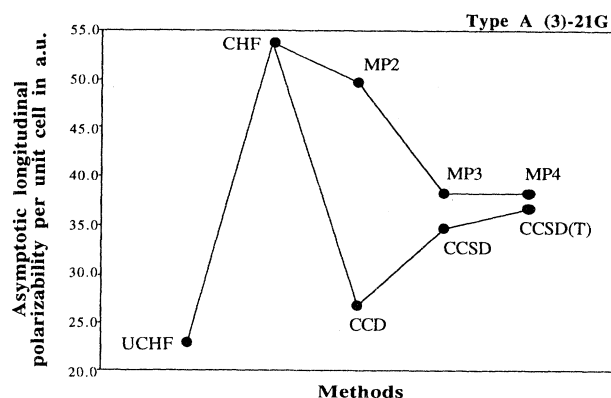 Type A (3)-21G
Asymptotic longitudinal
polarizability per unit cell in a.u.
55.0
50.0
45.0
40.0
35.0
30.0
25.0
20.0
CHF
MP2
MP3
MP4
CCSD(T)
CCSD
CCD
UCHF
Methods